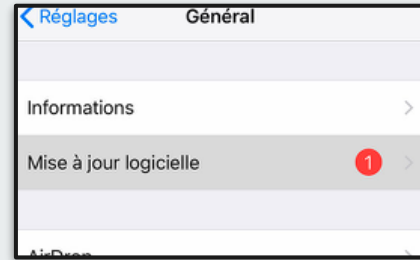 Réglages Général
Informations
Mise à jour logicielle 1
AirDrop